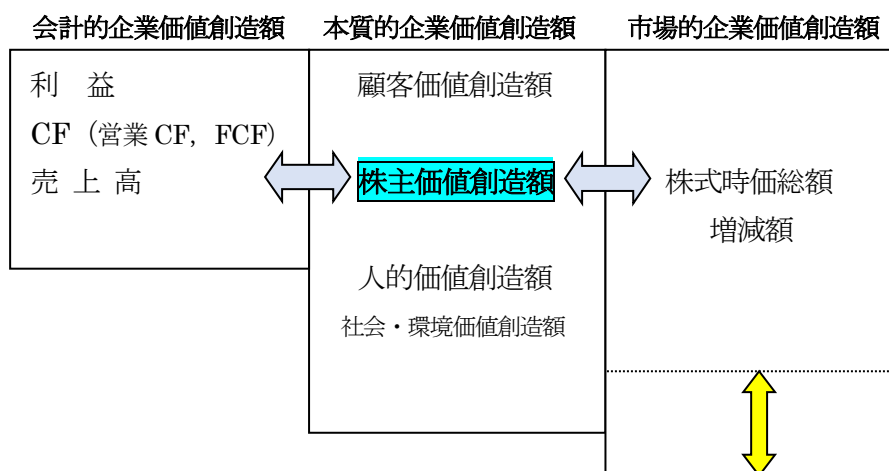 会計的企業価値創造額
本質的企業価値創造額
市場的企業価値創造額
利　益
CF（営業 CF, FCF）
売 上 高
顧客価値創造額
株主価値創造額
人的価値創造額
社会・環境価値創造額
株式時価総額
増減額